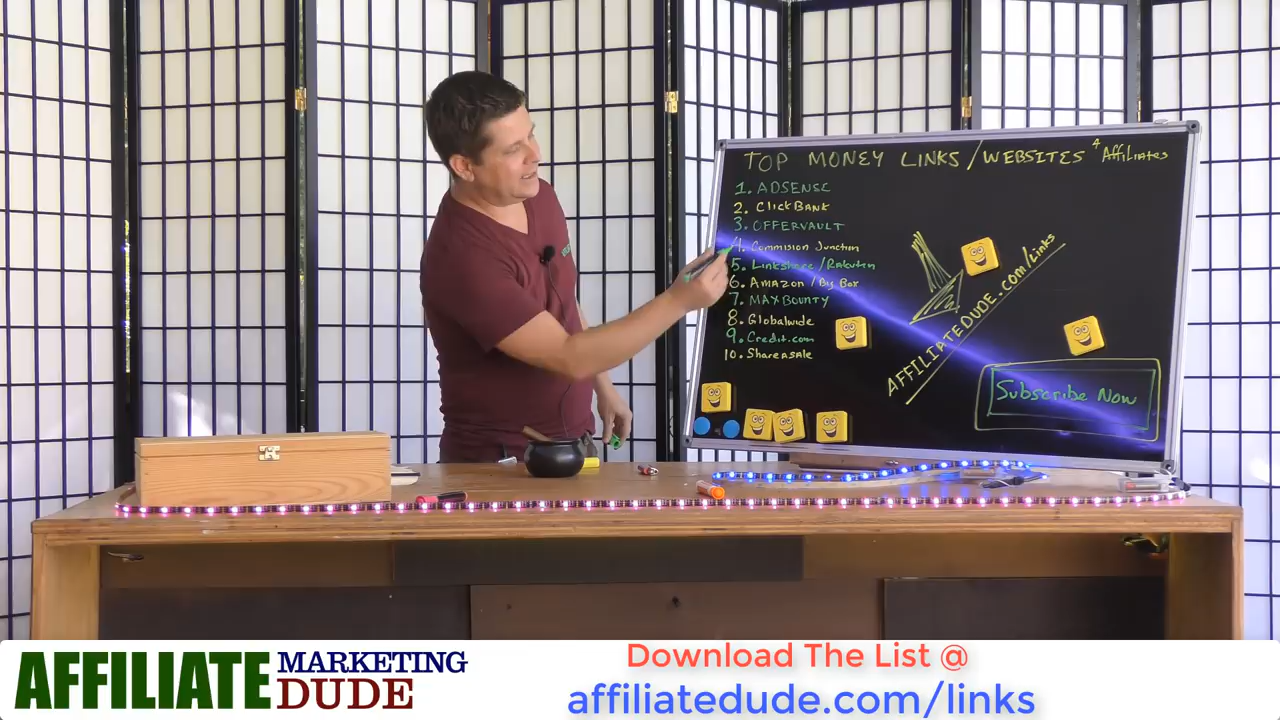 TOP MONEY LINKS/WEBSITES 4 Affiliates
1. ADSENSE
2. ClickBank
3. OFFERVAULT
4. Commision Junction
5. Linkshare/Rakuten
6. Amazon/Big Box
7. MAXBOUNTY
8. Globalwide
9. Credit.com
10. Shareasale
AFFILIATEDUDE.com/Links
Subscribe Now
AFFILIATE MARKETING DUDE
Download The List @
affiliatedude.com/links